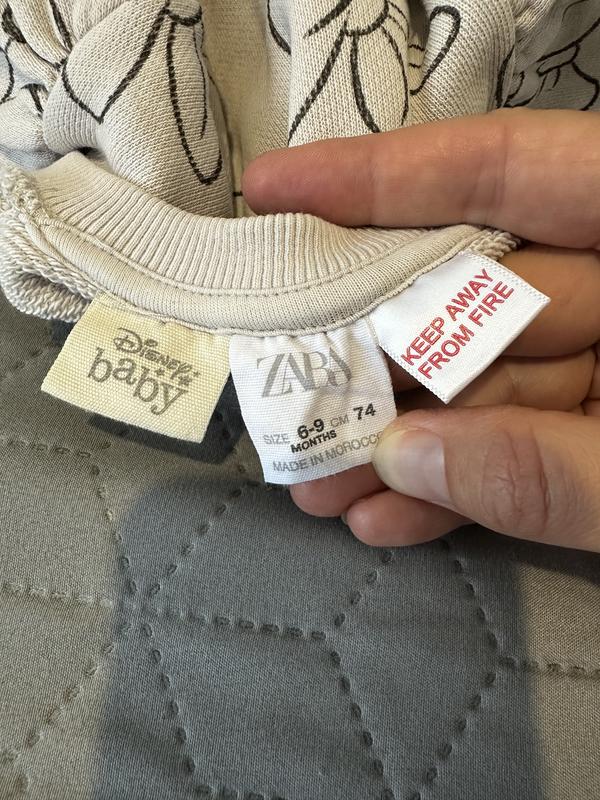 Disney
baby
ZARA
SIZE 6-9 CM 74
MONTHS
MADE IN MOROCCO
KEEP AWAY
FROM FIRE